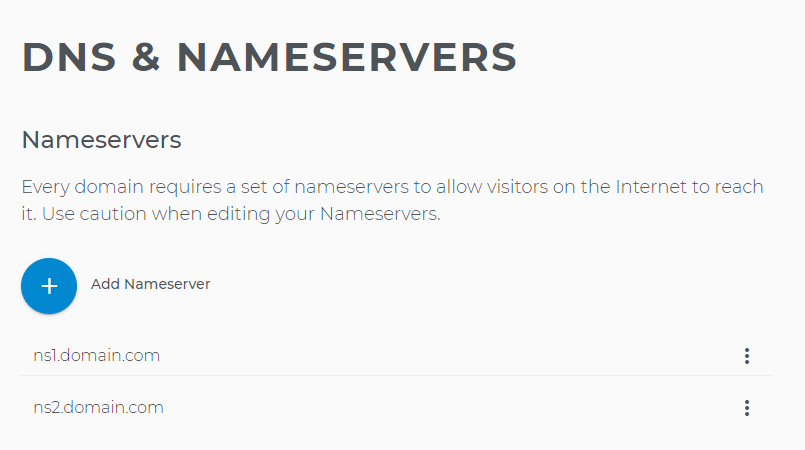 DNS & NAMESERVERS
Nameservers
Every domain requires a set of nameservers to allow visitors on the Internet to reach
it. Use caution when editing your Nameservers.
+ Add Nameserver
ns1.domain.com
ns2.domain.com